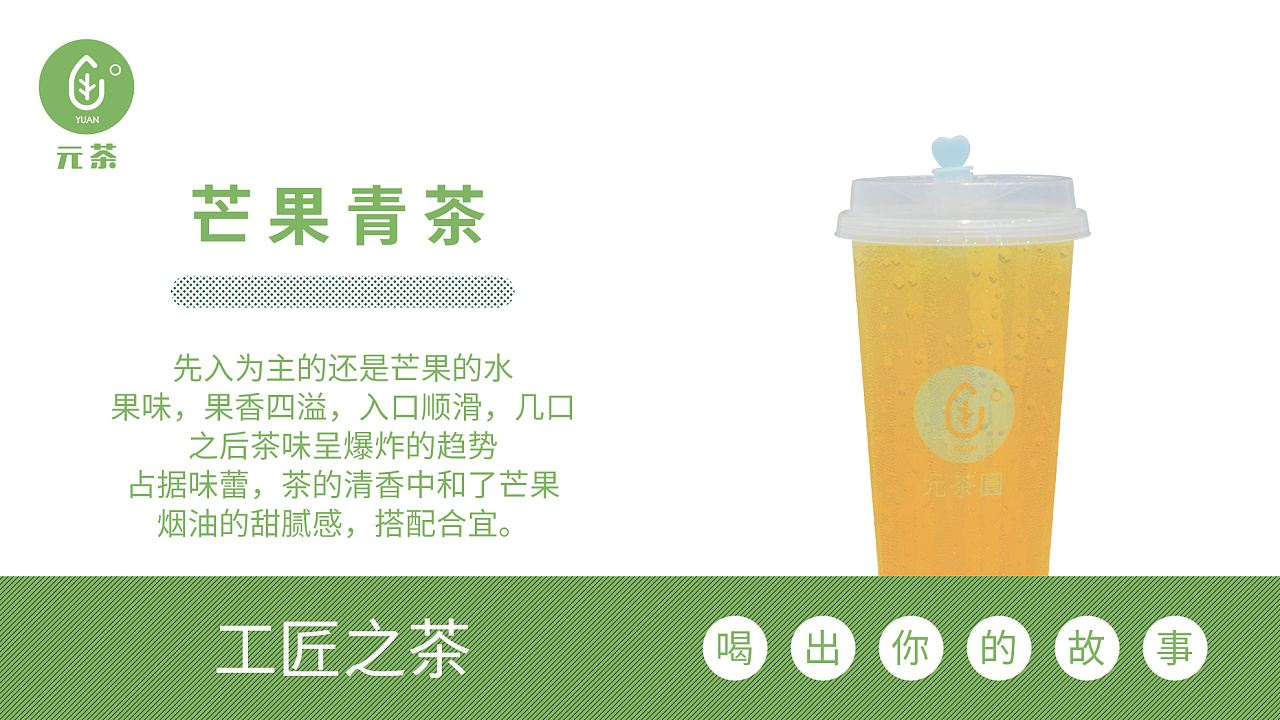 YUAN
元茶
芒果青茶
先入为主的还是芒果的水
果味，果香四溢，入口顺滑，几口
之后茶味呈爆炸的趋势
占据味蕾，茶的清香中和了芒果
烟油的甜腻感，搭配合宜。
YUAN
元茶圓
工匠之茶
喝出你的故事